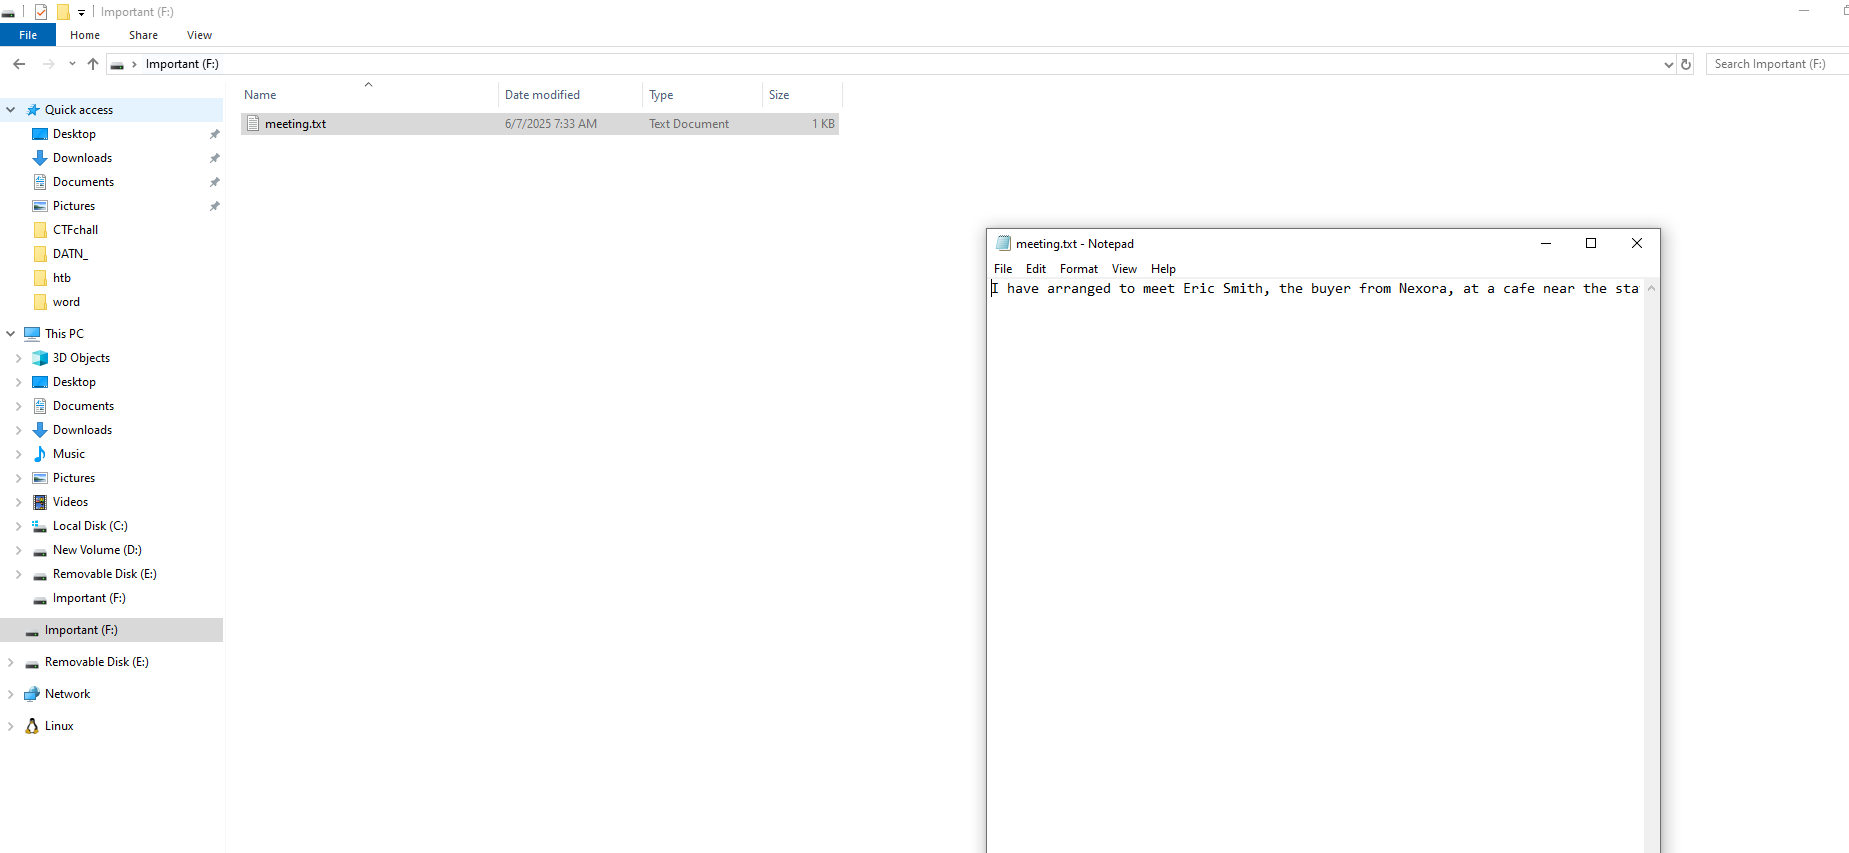 Important (F:)
File Home Share View
Important (F:)
Search Important (F:)
Name Date modified Type Size
meeting.txt 6/7/2025 7:33 AM Text Document 1 KB
Quick access
Desktop
Downloads
Documents
Pictures
CTFchall
DATN_
htb
word
This PC
3D Objects
Desktop
Documents
Downloads
Music
Pictures
Videos
Local Disk (C:)
New Volume (D:)
Removable Disk (E:)
Important (F:)
Important (F:)
Removable Disk (E:)
Network
Linux
meeting.txt - Notepad
File Edit Format View Help
I have arranged to meet Eric Smith, the buyer from Nexora, at a cafe near the sta